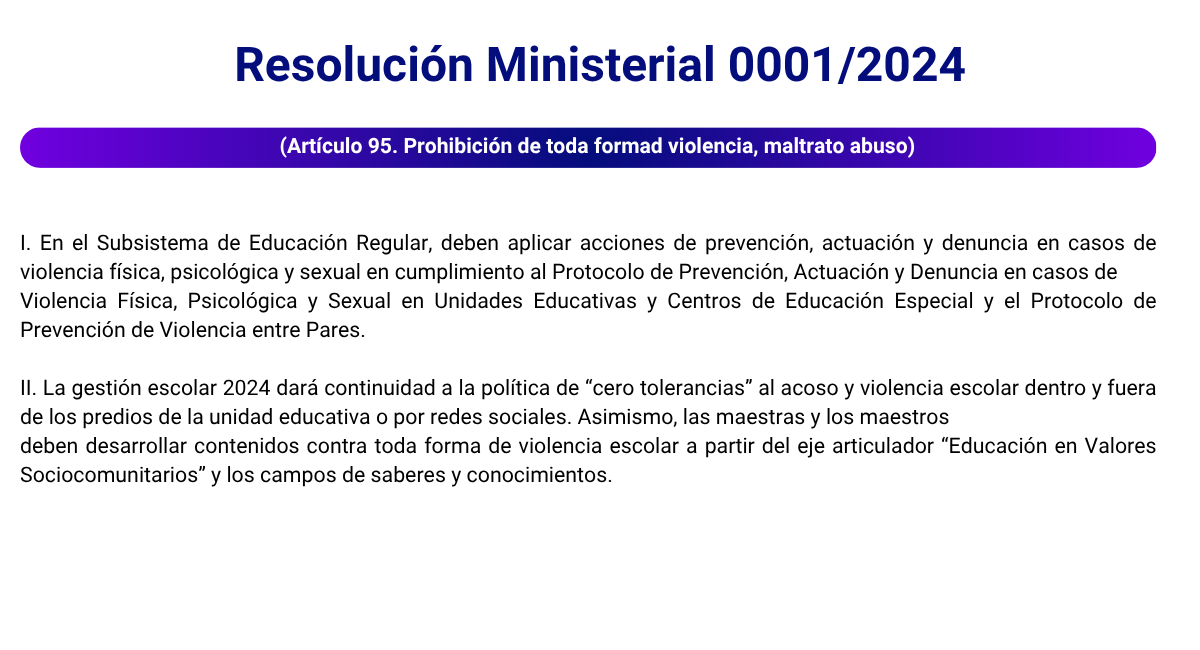 Resolución Ministerial 0001/2024
(Artículo 95. Prohibición de toda formad violencia, maltrato abuso)
I. En el Subsistema de Educación Regular, deben aplicar acciones de prevención, actuación y denuncia en casos de
violencia física, psicológica y sexual en cumplimiento al Protocolo de Prevención, Actuación y Denuncia en casos de
Violencia Física, Psicológica y Sexual en Unidades Educativas y Centros de Educación Especial y el Protocolo de
Prevención de Violencia entre Pares.
II. La gestión escolar 2024 dará continuidad a la política de “cero tolerancias” al acoso y violencia escolar dentro y fuera
de los predios de la unidad educativa o por redes sociales. Asimismo, las maestras y los maestros
deben desarrollar contenidos contra toda forma de violencia escolar a partir del eje articulador “Educación en Valores
Sociocomunitarios” y los campos de saberes y conocimientos.